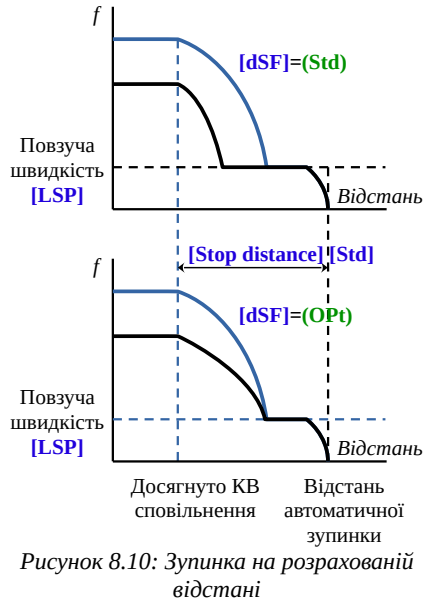 f
[dSF]=(Std)
Повзуча
швидкість
[LSP]
Відстань
[Stop distance] [Std]
f
[dSF]=(OPt)
Повзуча
швидкість
[LSP]
Відстань
Досягнуто КВ
сповільнення
Відстань
автоматичної
зупинки
Рисунок 8.10: Зупинка на розрахованій
відстані